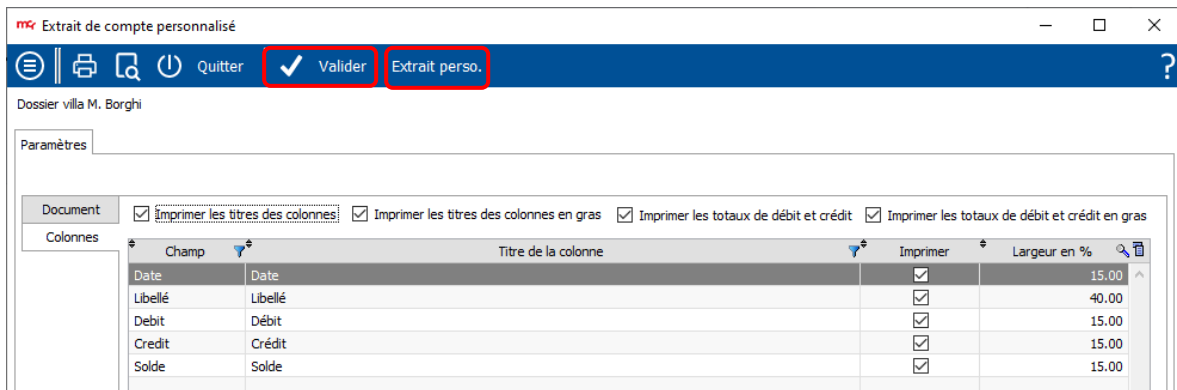 mcr Extrait de compte personnalisé
Quitter Valider Extrait perso. ?
Dossier villa M. Borghi
Paramètres
Document Imprimer les titres des colonnes Imprimer les titres des colonnes en gras Imprimer les totaux de débit et crédit Imprimer les totaux de débit et crédit en gras
Colonnes
Champ Titre de la colonne Imprimer Largeur en %
Date Date 15.00
Libellé Libellé 40.00
Debit Débit 15.00
Credit Crédit 15.00
Solde Solde 15.00